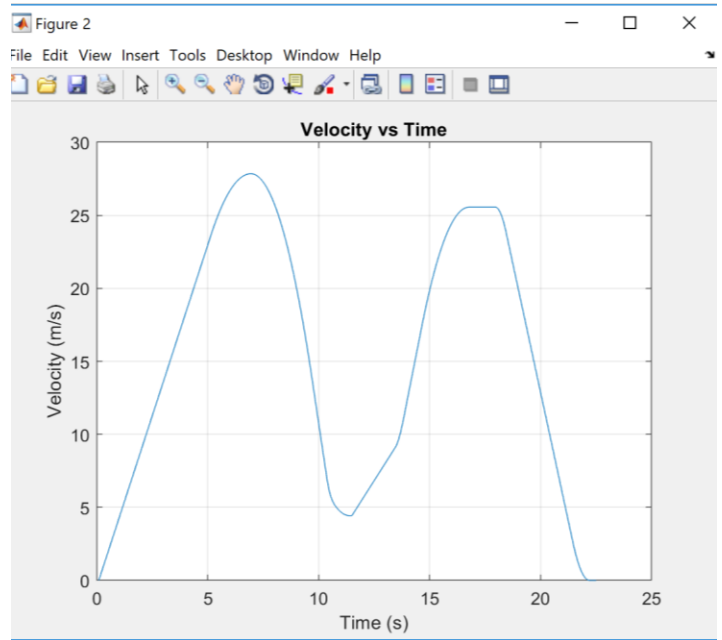 Figure 2
File Edit View Insert Tools Desktop Window Help
Velocity vs Time
30
25
20
15
10
5
0
Velocity (m/s)
0 5 10 15 20 25
Time (s)